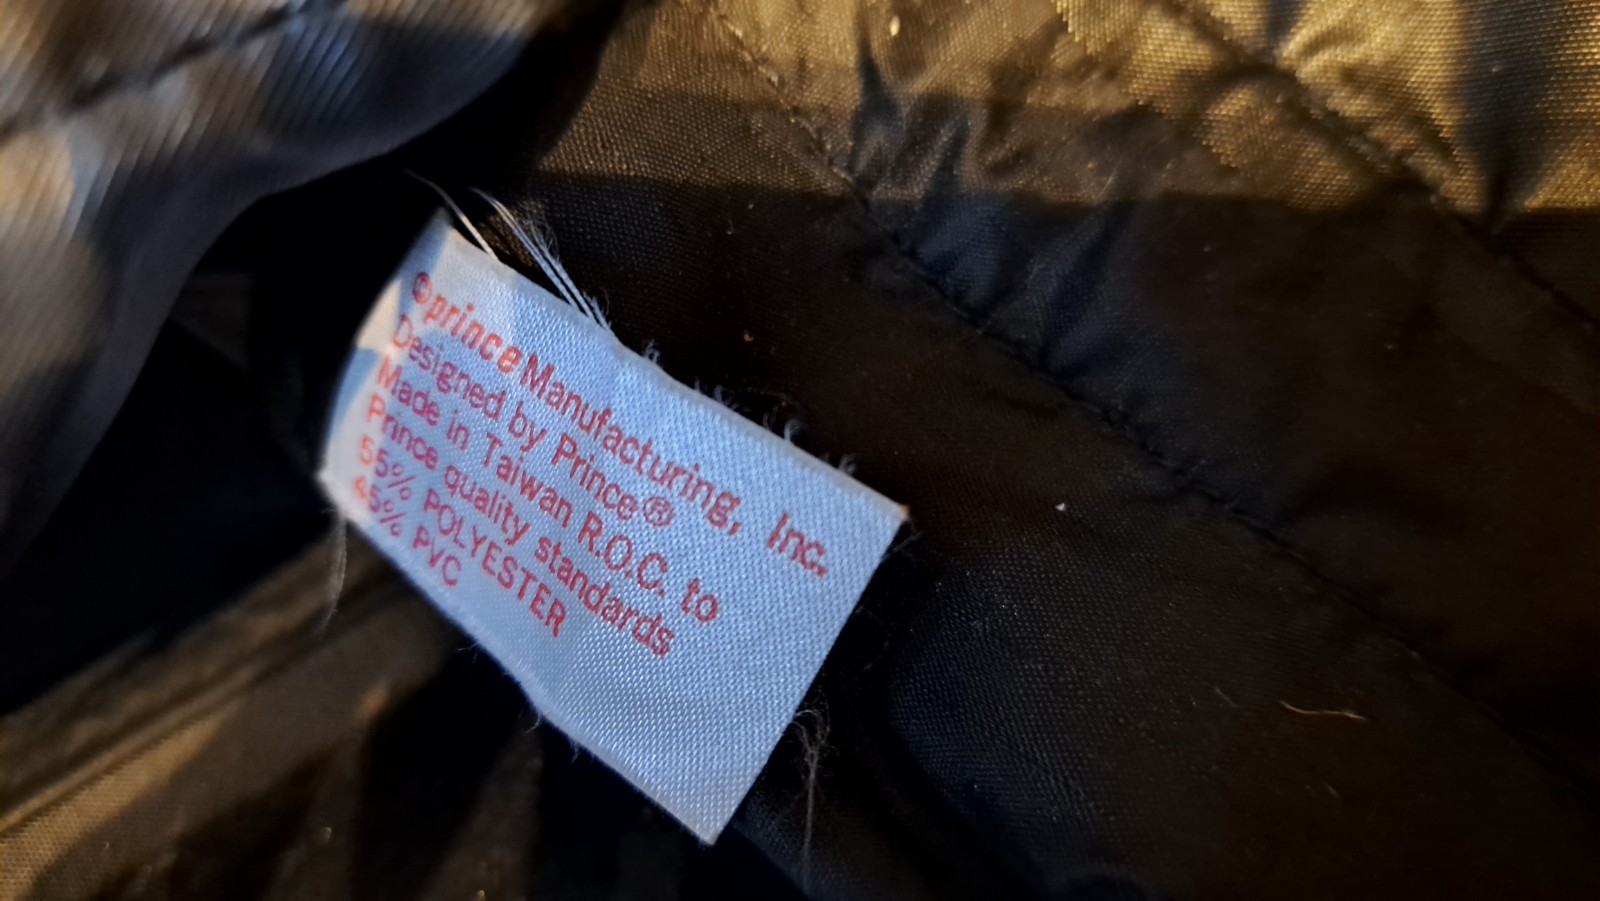 ©prince Manufacturing, Inc.
Designed by Prince®
Made in Taiwan R.O.C. to
Prince quality standards
55% POLYESTER
45% PVC